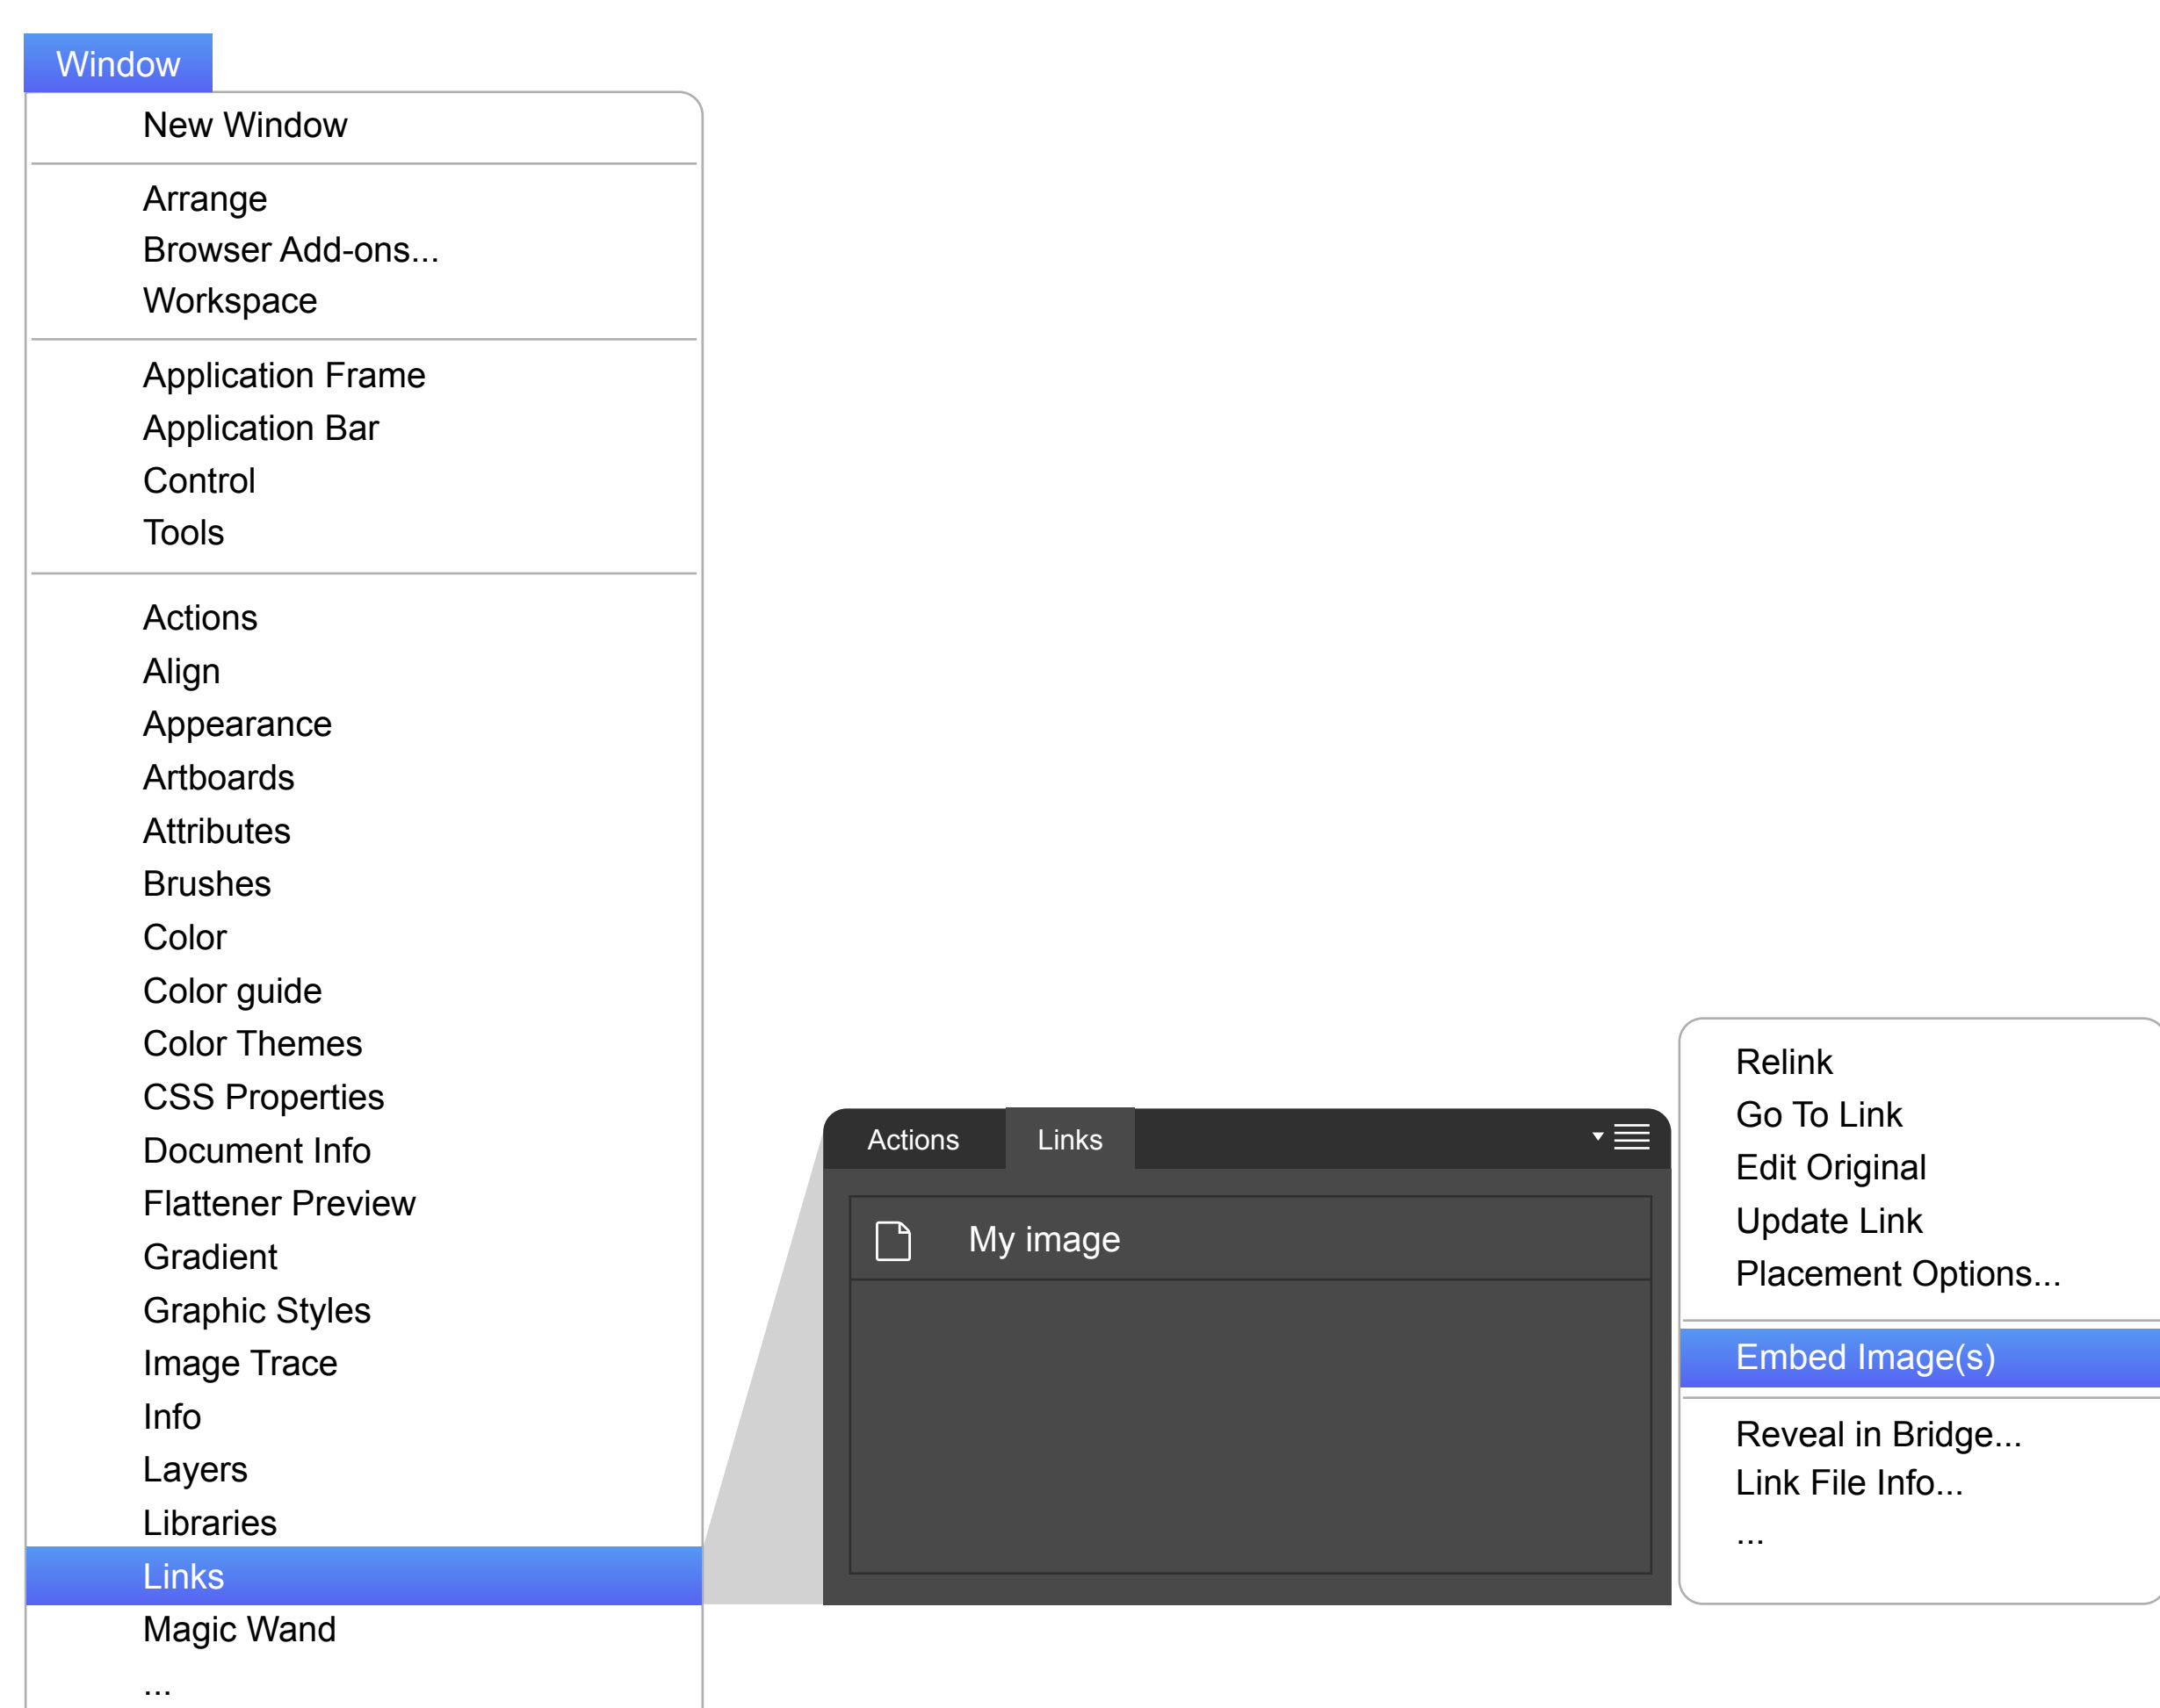 Window
New Window
Arrange
Browser Add-ons...
Workspace
Application Frame
Application Bar
Control
Tools
Actions
Align
Appearance
Artboards
Attributes
Brushes
Color
Color guide
Color Themes
CSS Properties
Document Info
Flattener Preview
Gradient
Graphic Styles
Image Trace
Info
Layers
Libraries
Links
Magic Wand
...
Actions Links
My image
Relink
Go To Link
Edit Original
Update Link
Placement Options...
Embed Image(s)
Reveal in Bridge...
Link File Info...
...